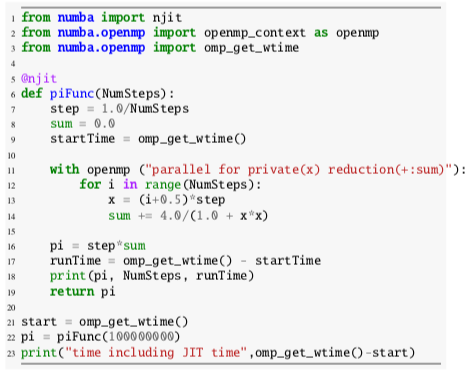 1 from numba import njit
2 from numba.openmp import openmp_context as openmp
3 from numba.openmp import omp_get_wtime
4
5 @njit
6 def piFunc(NumSteps):
7     step = 1.0/NumSteps
8     sum = 0.0
9     startTime = omp_get_wtime()
10
11     with openmp ("parallel for private(x) reduction(+:sum)"):
12         for i in range(NumSteps):
13             x = (i+0.5)*step
14             sum += 4.0/(1.0 + x*x)
15
16     pi = step*sum
17     runTime = omp_get_wtime() - startTime
18     print(pi, NumSteps, runTime)
19     return pi
20
21 start = omp_get_wtime()
22 pi = piFunc(100000000)
23 print("time including JIT time",omp_get_wtime()-start)